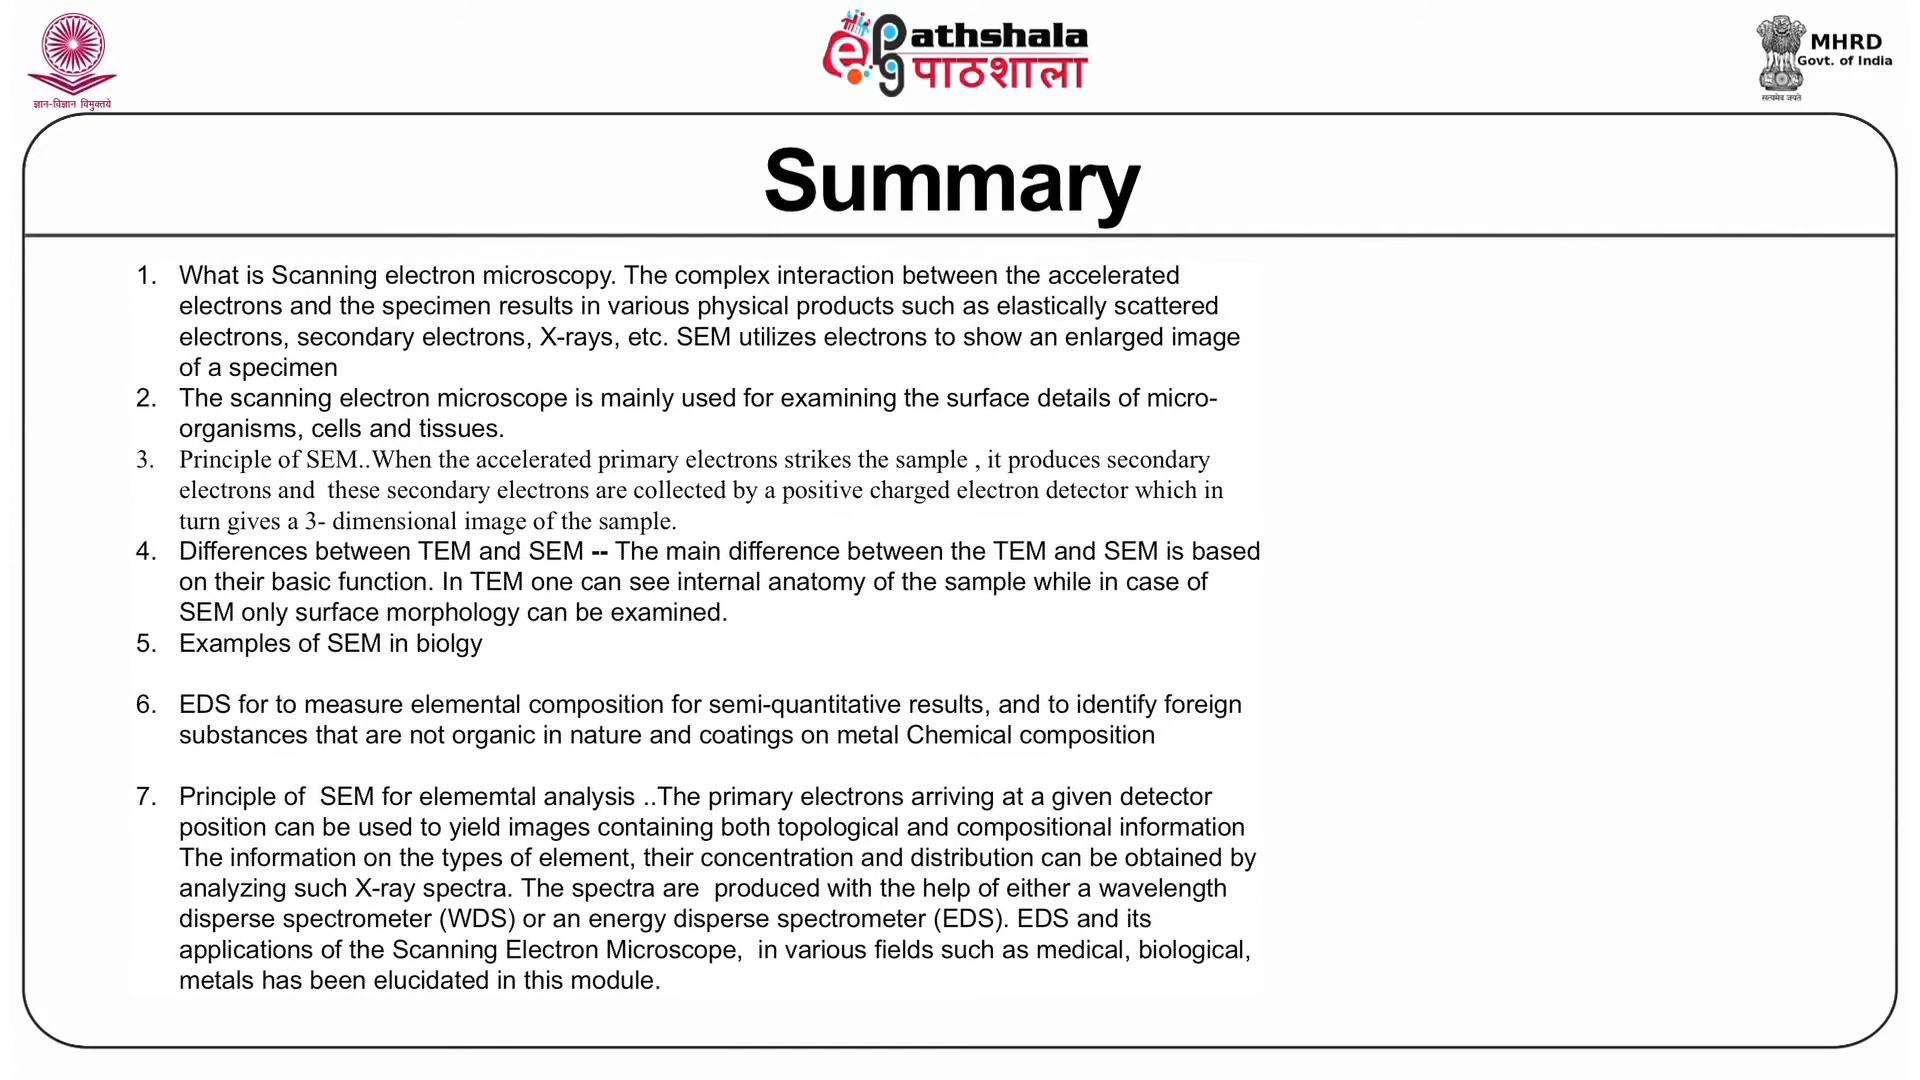 ज्ञान-विज्ञान विमुक्तये
ePg athshala
पाठशाला
MHRD
Govt. of India
सत्यमेव जयते
Summary
1. What is Scanning electron microscopy. The complex interaction between the accelerated
electrons and the specimen results in various physical products such as elastically scattered
electrons, secondary electrons, X-rays, etc. SEM utilizes electrons to show an enlarged image
of a specimen
2. The scanning electron microscope is mainly used for examining the surface details of micro-
organisms, cells and tissues.
3. Principle of SEM..When the accelerated primary electrons strikes the sample , it produces secondary
electrons and these secondary electrons are collected by a positive charged electron detector which in
turn gives a 3- dimensional image of the sample.
4. Differences between TEM and SEM -- The main difference between the TEM and SEM is based
on their basic function. In TEM one can see internal anatomy of the sample while in case of
SEM only surface morphology can be examined.
5. Examples of SEM in biolgy
6. EDS for to measure elemental composition for semi-quantitative results, and to identify foreign
substances that are not organic in nature and coatings on metal Chemical composition
7. Principle of SEM for elememtal analysis ..The primary electrons arriving at a given detector
position can be used to yield images containing both topological and compositional information
The information on the types of element, their concentration and distribution can be obtained by
analyzing such X-ray spectra. The spectra are produced with the help of either a wavelength
disperse spectrometer (WDS) or an energy disperse spectrometer (EDS). EDS and its
applications of the Scanning Electron Microscope, in various fields such as medical, biological,
metals has been elucidated in this module.